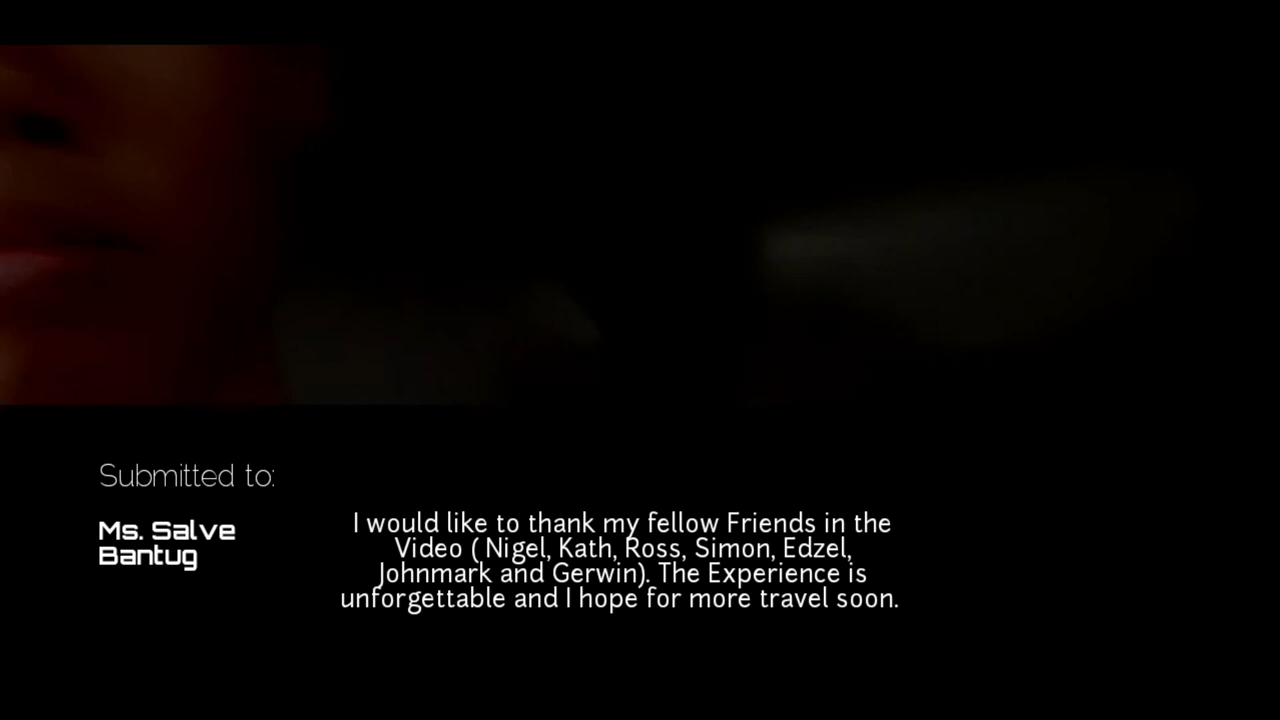 Submitted to:
Ms. Salve
Bantug
I would like to thank my fellow Friends in the
Video ( Nigel, Kath, Ross, Simon, Edzel,
Johnmark and Gerwin). The Experience is
unforgettable and I hope for more travel soon.